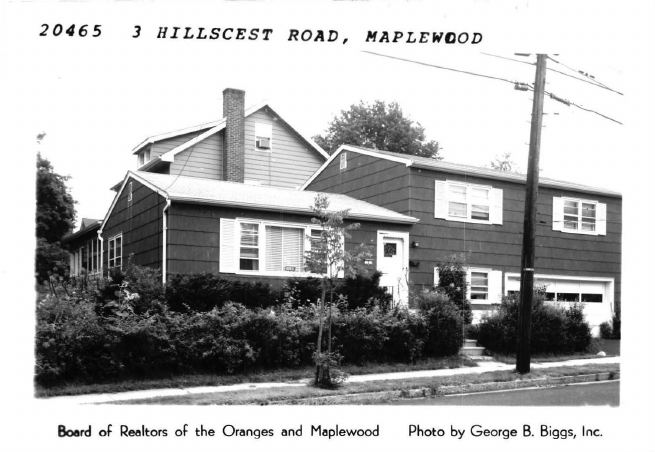 20465 3 HILLSCEST ROAD, MAPLEWOOD
Board of Realtors of the Oranges and Maplewood Photo by George B. Biggs, Inc.